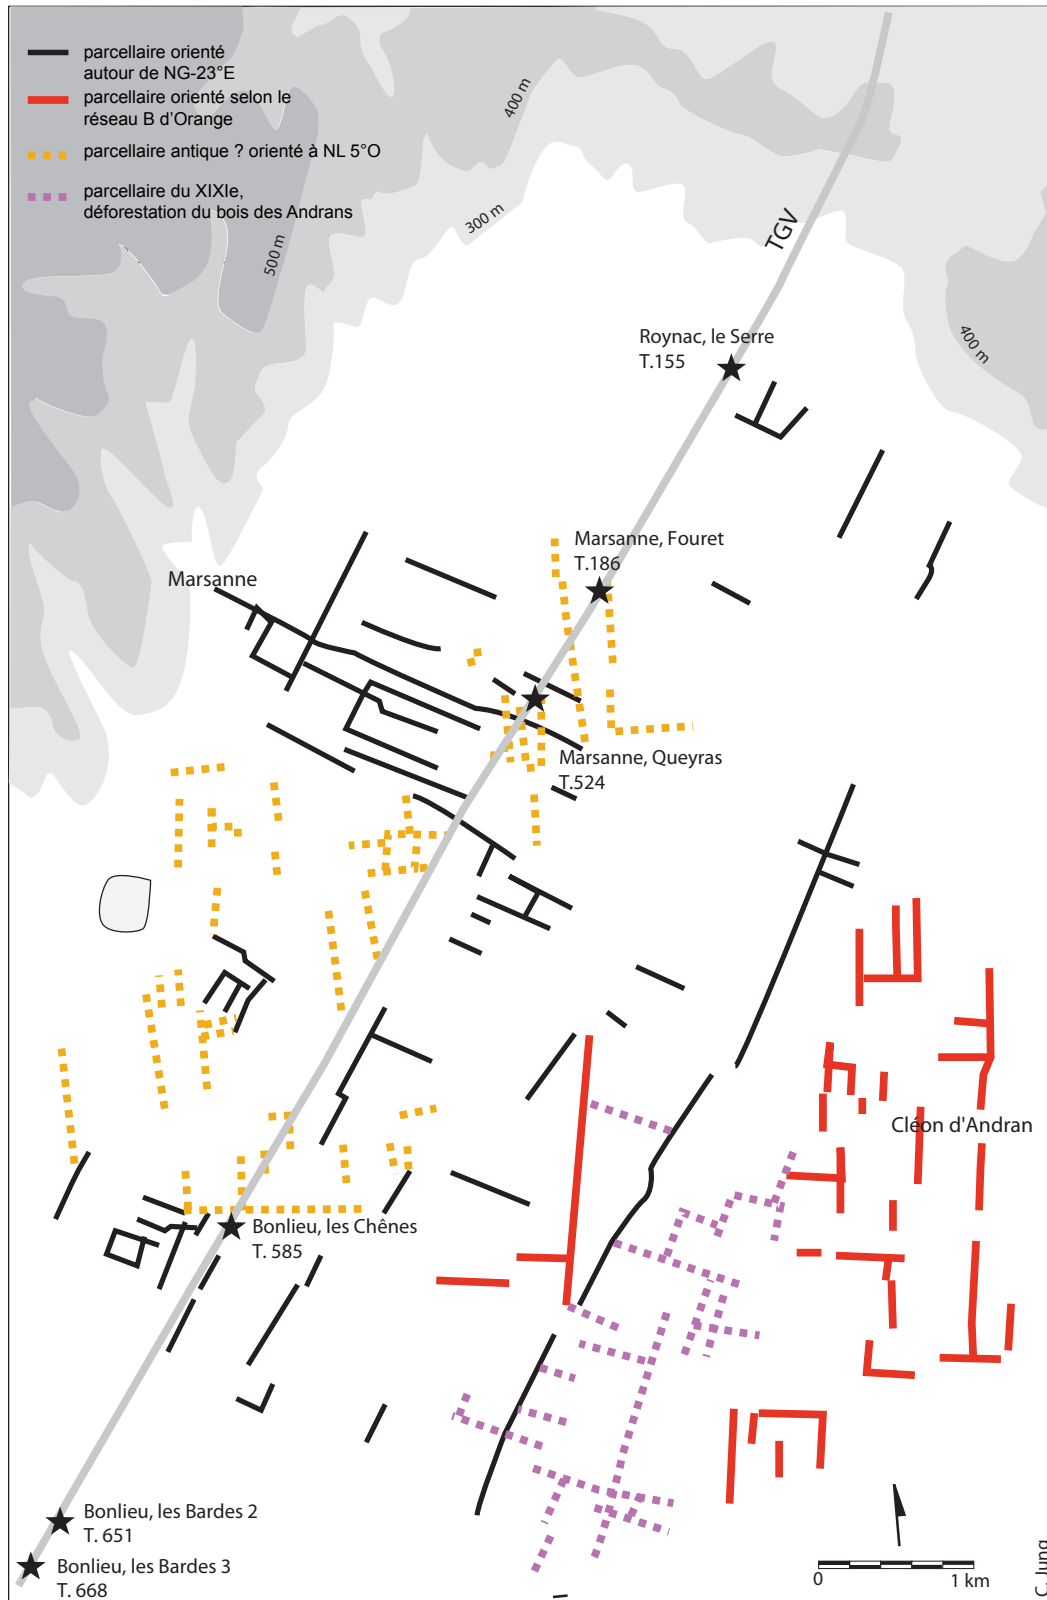 parcellaire orienté
autour de NG-23°E
parcellaire orienté selon le
réseau B d'Orange
parcellaire antique ? orienté à NL 5°O
parcellaire du XIXIe,
déforestation du bois des Andrans
400 m
300 m
500 m
TGV
400 m
Roynac, le Serre
T.155
Marsanne, Fouret
T.186
Marsanne
Marsanne, Queyras
T.524
Cléon d'Andran
Bonlieu, les Chênes
T. 585
Bonlieu, les Bardes 2
T. 651
Bonlieu, les Bardes 3
T. 668
0 1 km
C. Jung